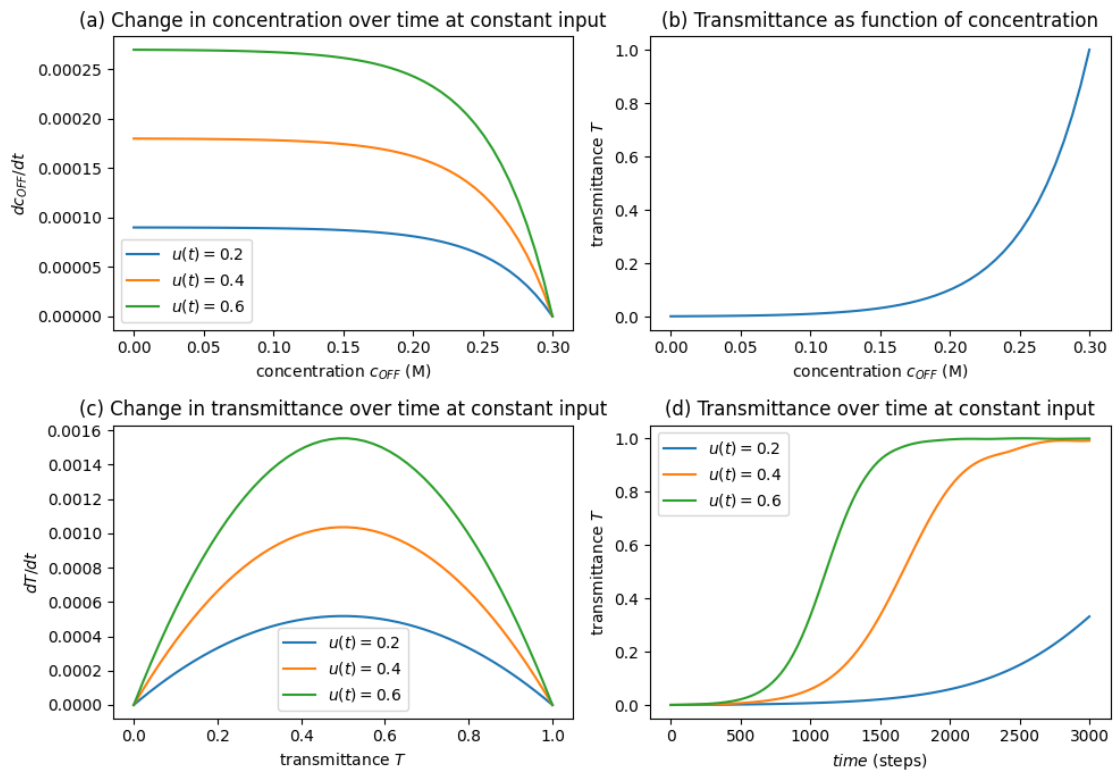 (a) Change in concentration over time at constant input
dc_OFF/dt
0.00025
0.00020
0.00015
0.00010
0.00005
0.00000
u(t) = 0.2
u(t) = 0.4
u(t) = 0.6
0.00 0.05 0.10 0.15 0.20 0.25 0.30
concentration c_OFF (M)
(b) Transmittance as function of concentration
transmittance T
1.0
0.8
0.6
0.4
0.2
0.0
0.00 0.05 0.10 0.15 0.20 0.25 0.30
concentration c_OFF (M)
(c) Change in transmittance over time at constant input
dT/dt
0.0016
0.0014
0.0012
0.0010
0.0008
0.0006
0.0004
0.0002
0.0000
u(t) = 0.2
u(t) = 0.4
u(t) = 0.6
0.0 0.2 0.4 0.6 0.8 1.0
transmittance T
(d) Transmittance over time at constant input
transmittance T
1.0
0.8
0.6
0.4
0.2
0.0
u(t) = 0.2
u(t) = 0.4
u(t) = 0.6
0 500 1000 1500 2000 2500 3000
time (steps)